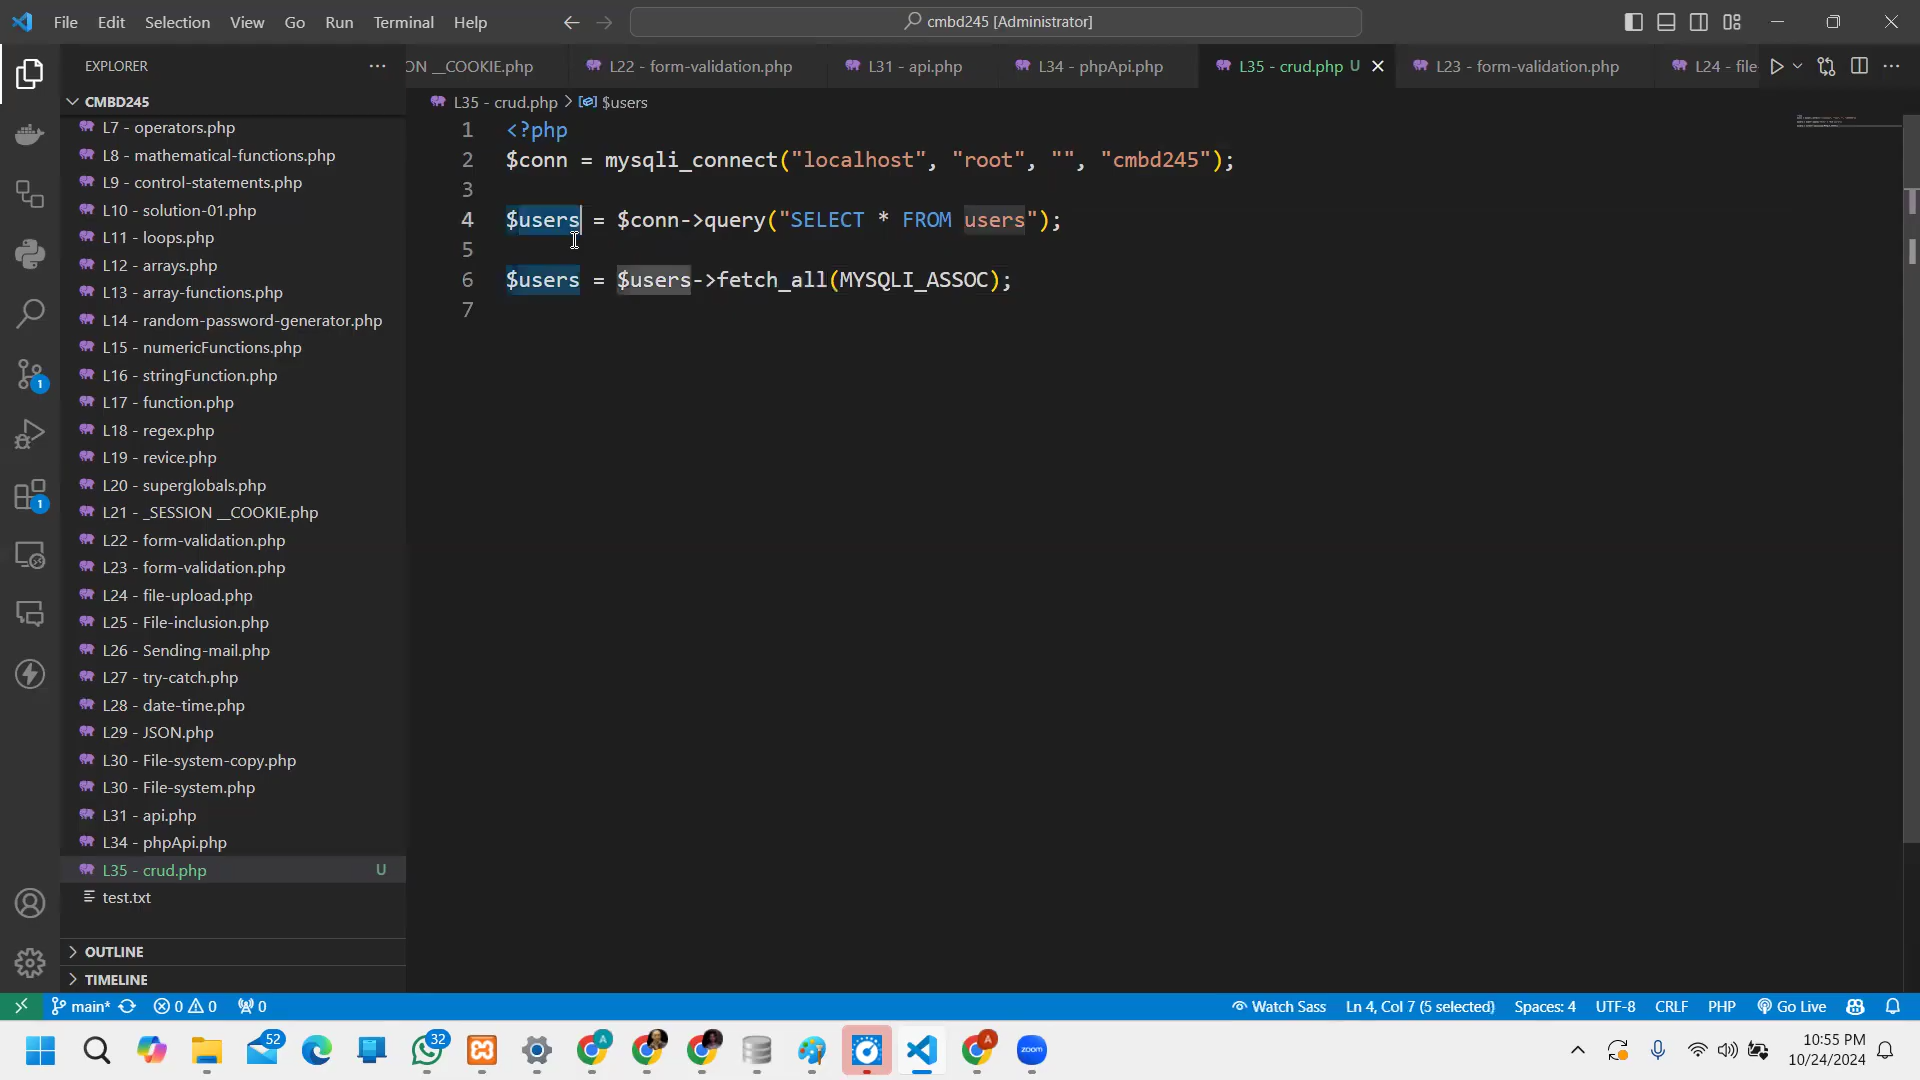 File Edit Selection View Go Run Terminal Help
cmbd245 [Administrator]
EXPLORER
ON __COOKIE.php
L22 - form-validation.php
L31 - api.php
L34 - phpApi.php
L35 - crud.php U
L23 - form-validation.php
L24 - file
CMBD245
L7 - operators.php
L8 - mathematical-functions.php
L9 - control-statements.php
L10 - solution-01.php
L11 - loops.php
L12 - arrays.php
L13 - array-functions.php
L14 - random-password-generator.php
L15 - numericFunctions.php
L16 - stringFunction.php
L17 - function.php
L18 - regex.php
L19 - revice.php
L20 - superglobals.php
L21 - _SESSION __COOKIE.php
L22 - form-validation.php
L23 - form-validation.php
L24 - file-upload.php
L25 - File-inclusion.php
L26 - Sending-mail.php
L27 - try-catch.php
L28 - date-time.php
L29 - JSON.php
L30 - File-system-copy.php
L30 - File-system.php
L31 - api.php
L34 - phpApi.php
L35 - crud.php U
test.txt
OUTLINE
TIMELINE
L35 - crud.php > $users
1 <?php
2 $conn = mysqli_connect("localhost", "root", "", "cmbd245");
3
4 $users = $conn->query("SELECT * FROM users");
5
6 $users = $users->fetch_all(MYSQLI_ASSOC);
7
1
1
main* 0 0 0
Watch Sass Ln 4, Col 7 (5 selected) Spaces: 4 UTF-8 CRLF PHP Go Live
52
32
A
A
zoom
10:55 PM
10/24/2024